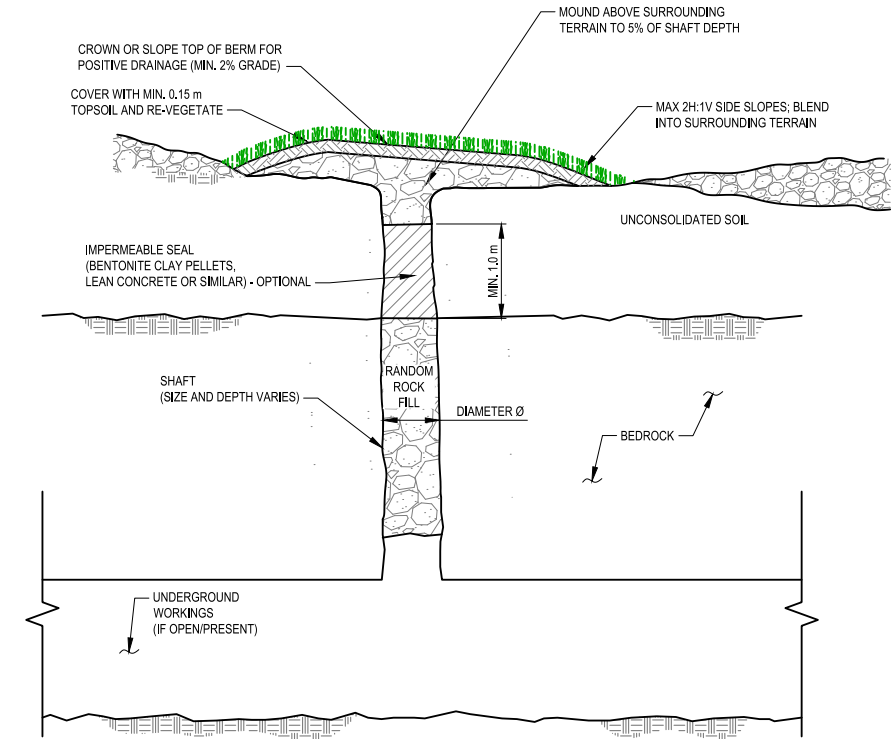 MOUND ABOVE SURROUNDING
TERRAIN TO 5% OF SHAFT DEPTH
CROWN OR SLOPE TOP OF BERM FOR
POSITIVE DRAINAGE (MIN. 2% GRADE)
COVER WITH MIN. 0.15 m
TOPSOIL AND RE-VEGETATE
MAX 2H:1V SIDE SLOPES; BLEND
INTO SURROUNDING TERRAIN
UNCONSOLIDATED SOIL
IMPERMEABLE SEAL
(BENTONITE CLAY PELLETS,
LEAN CONCRETE OR SIMILAR) - OPTIONAL
MIN. 1.0 m
SHAFT
(SIZE AND DEPTH VARIES)
RANDOM
ROCK
FILL
DIAMETER Ø
BEDROCK
UNDERGROUND
WORKINGS
(IF OPEN/PRESENT)